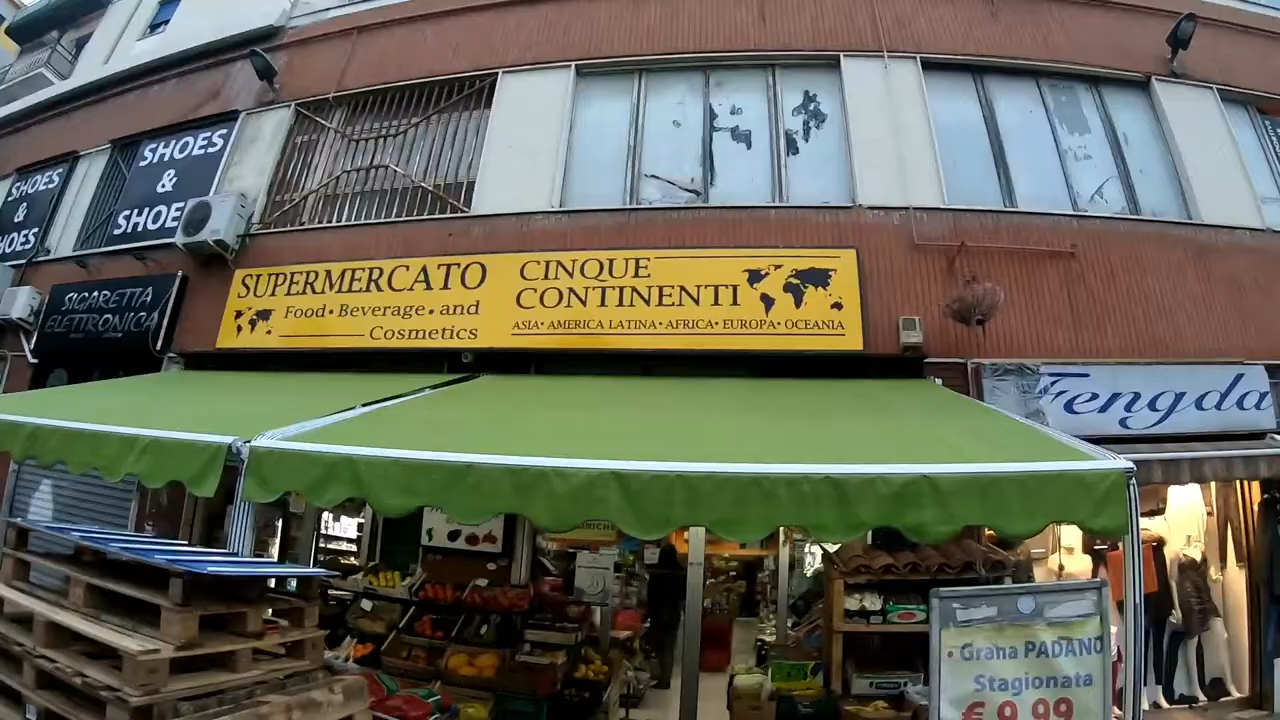 SHOES
&
SHOES
SHOES
&
SIGARETTA
ELETTRONICA
SUPERMERCATO
Food • Beverage • and
Cosmetics
CINQUE
CONTINENTI
ASIA • AMERICA LATINA • AFRICA • EUROPA • OCEANIA
Fengda
• Grana PADANO
Stagionata
€ 9,99